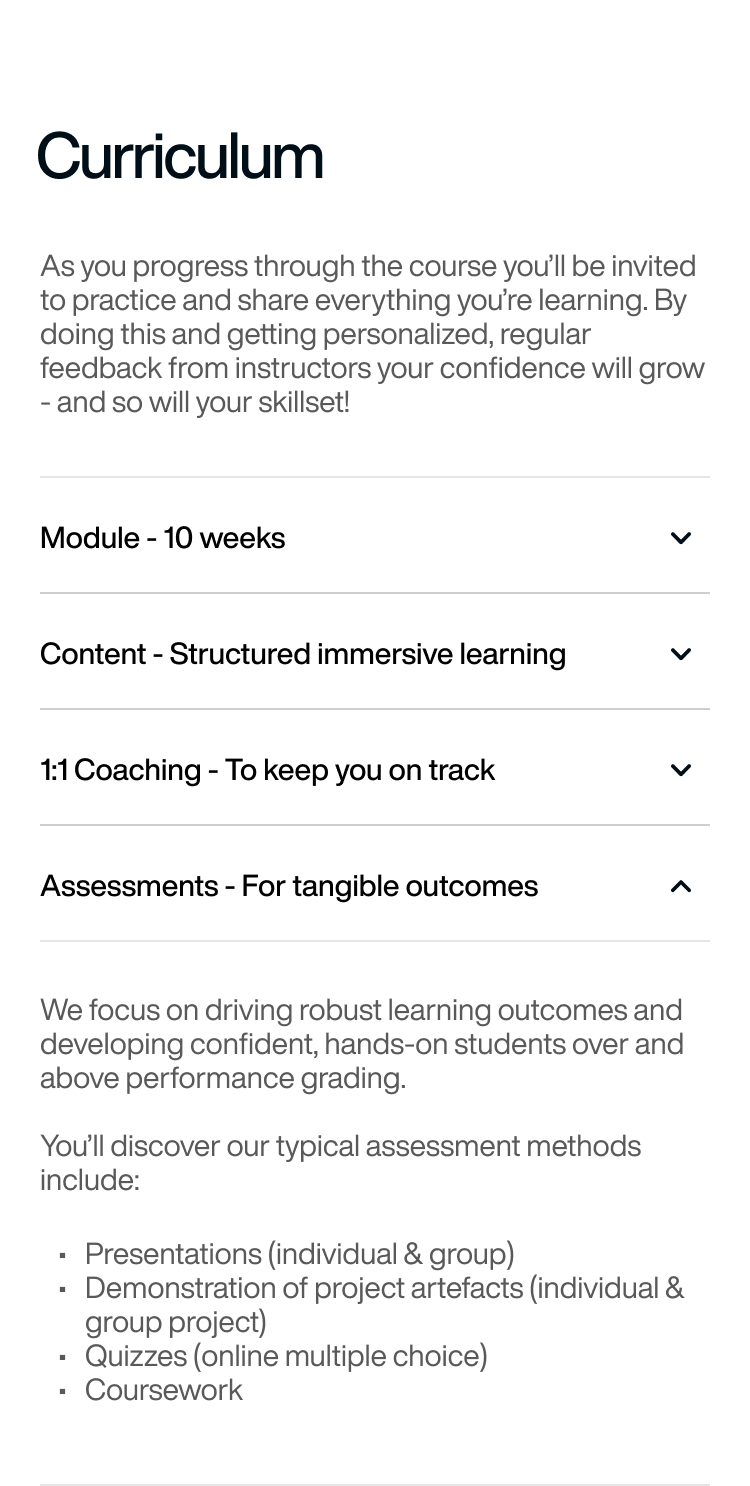 Curriculum
As you progress through the course you’ll be invited
to practice and share everything you’re learning. By
doing this and getting personalized, regular
feedback from instructors your confidence will grow
- and so will your skillset!
Module - 10 weeks
Content - Structured immersive learning
1:1 Coaching - To keep you on track
Assessments - For tangible outcomes
We focus on driving robust learning outcomes and
developing confident, hands-on students over and
above performance grading.
You’ll discover our typical assessment methods
include:
▪ Presentations (individual & group)
▪ Demonstration of project artefacts (individual &
group project)
▪ Quizzes (online multiple choice)
▪ Coursework